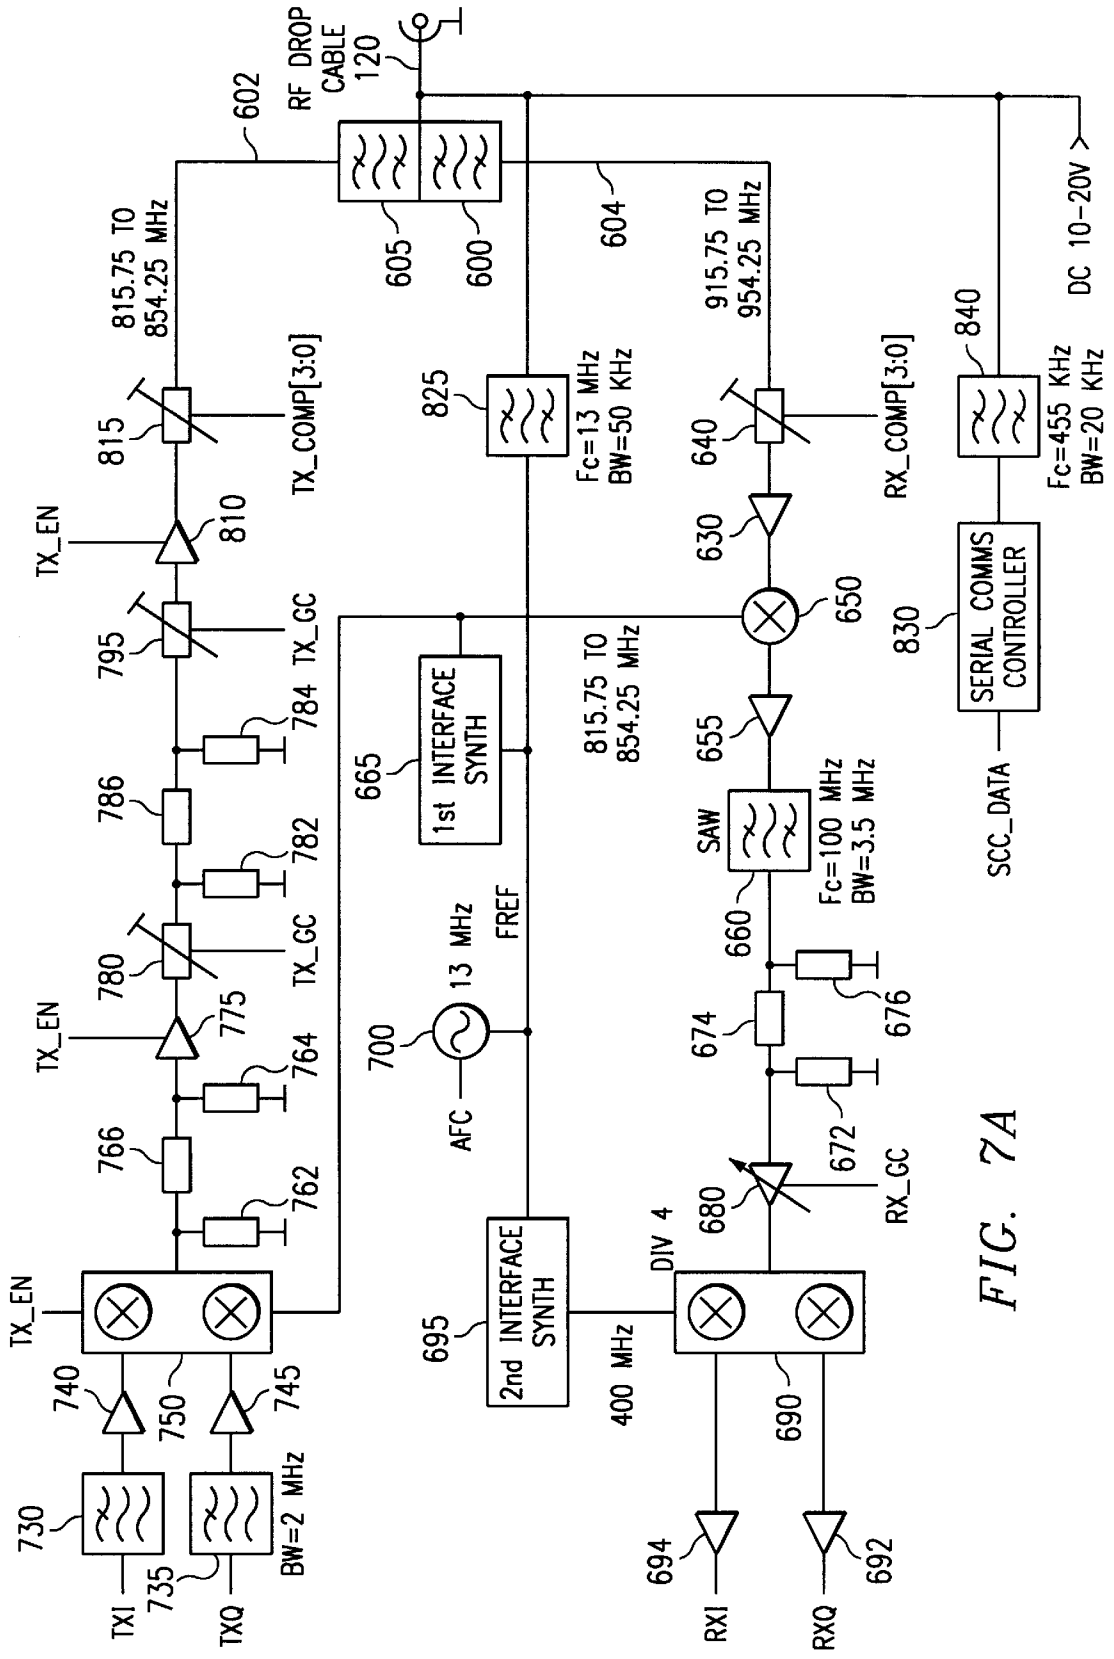 TXI
TXQ
730
735
BW=2 MHz
740
745
750
TX_EN
762
766
764
775
TX_EN
780
TX_GC
782
786
784
795
TX_GC
810
TX_EN
815
TX_COMP[3:0]
815.75 TO
854.25 MHz
602
RF DROP
CABLE
120
605
600
604
2nd INTERFACE
SYNTH
695
400 MHz
AFC
700
13 MHz
FREF
1st INTERFACE
SYNTH
665
815.75 TO
854.25 MHz
825
Fc=13 MHz
BW=50 KHz
RXI
RXQ
694
692
690
DIV 4
680
RX_GC
672
674
676
660
SAW
Fc=100 MHz
BW=3.5 MHz
655
650
630
640
RX_COMP[3:0]
915.75 TO
954.25 MHz
SCC_DATA
SERIAL COMMS
CONTROLLER
830
840
Fc=455 KHz
BW=20 KHz
DC 10-20V
FIG. 7A